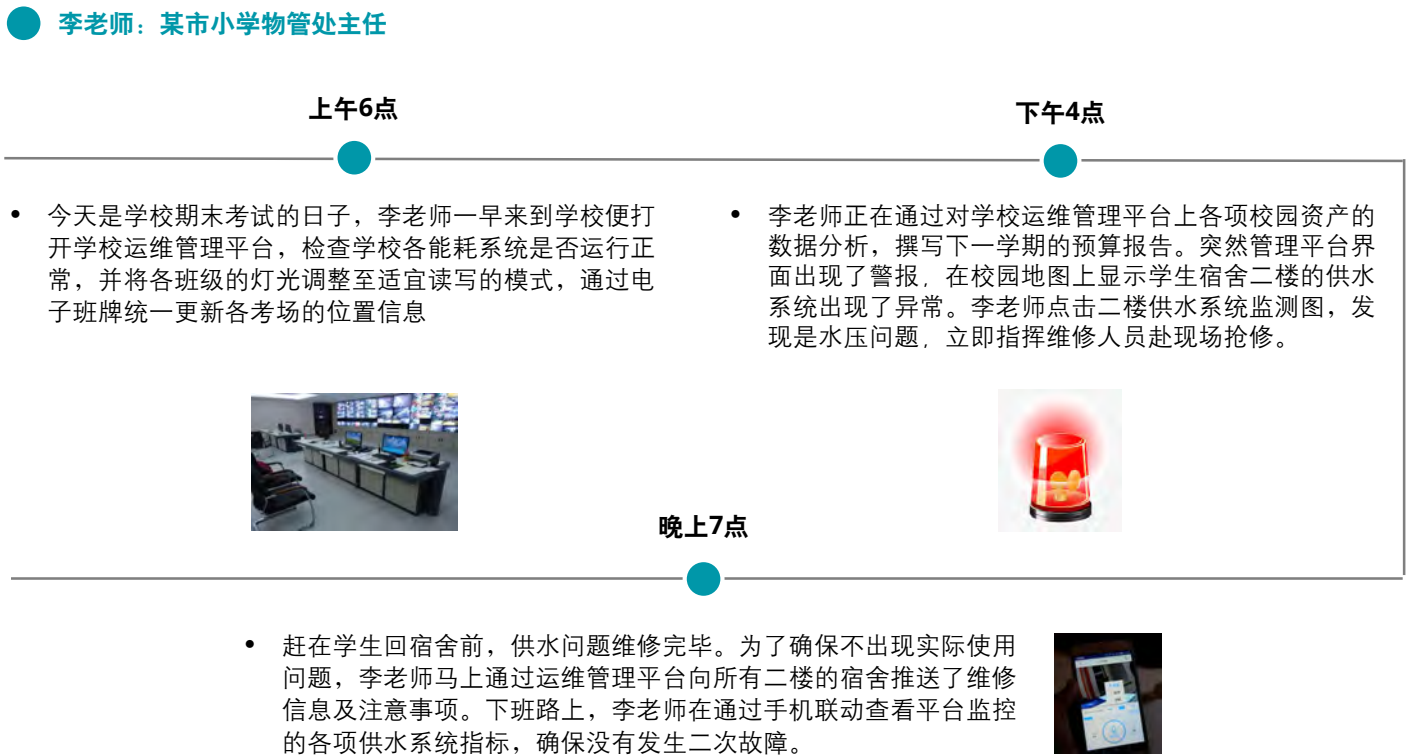 李老师：某市小学物管处主任
上午6点
下午4点
• 今天是学校期末考试的日子，李老师一早来到学校便打
开学校运维管理平台，检查学校各能耗系统是否运行正
常，并将各班级的灯光调整至适宜读写的模式，通过电
子班牌统一更新各考场的位置信息
• 李老师正在通过对学校运维管理平台上各项校园资产的
数据分析，撰写下一学期的预算报告。突然管理平台界
面出现了警报，在校园地图上显示学生宿舍二楼的供水
系统出现了异常。李老师点击二楼供水系统监测图，发
现是水压问题，立即指挥维修人员赴现场抢修。
晚上7点
• 赶在学生回宿舍前，供水问题维修完毕。为了确保不出现实际使用
问题，李老师马上通过运维管理平台向所有二楼的宿舍推送了维修
信息及注意事项。下班路上，李老师在通过手机联动查看平台监控
的各项供水系统指标，确保没有发生二次故障。